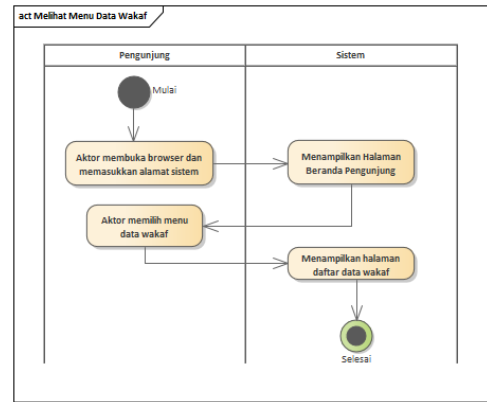 act Melihat Menu Data Wakaf
Pengunjung
Sistem
Mulai
Aktor membuka browser dan
memasukkan alamat sistem
Menampilkan Halaman
Beranda Pengunjung
Aktor memilih menu
data wakaf
Menampilkan halaman
daftar data wakaf
Selesai